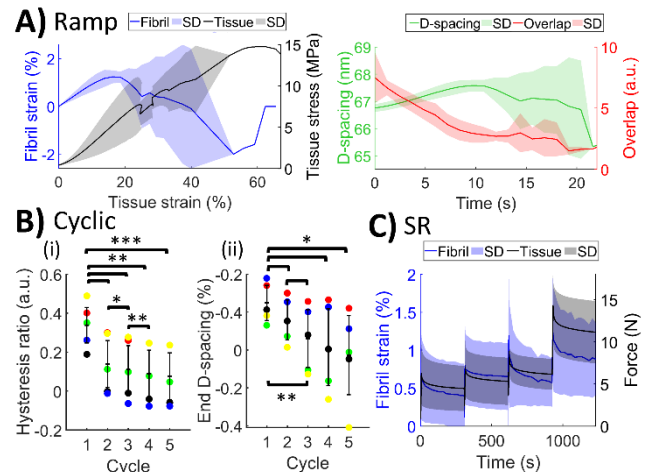 A) Ramp
Fibril SD Tissue SD
Fibril strain (%)
2
0
-2
0 20 40 60
Tissue strain (%)
15
10
5
0
Tissue stress (MPa)
D-spacing SD Overlap SD
D-spacing (nm)
68
67
66
65
0 5 10 15 20
Time (s)
10
5
0
Overlap (a.u.)
B) Cyclic
(i)
Hysteresis ratio (a.u.)
0.6
0.4
0.2
0
-0.2
***
**
*
**
1 2 3 4 5
Cycle
(ii)
End D-spacing (%)
-0.2
0
-0.2
-0.4
*
**
1 2 3 4 5
Cycle
C) SR
Fibril SD Tissue SD
Fibril strain (%)
2
1.5
1
0.5
0
0 500 1000
Time (s)
15
10
5
0
Force (N)